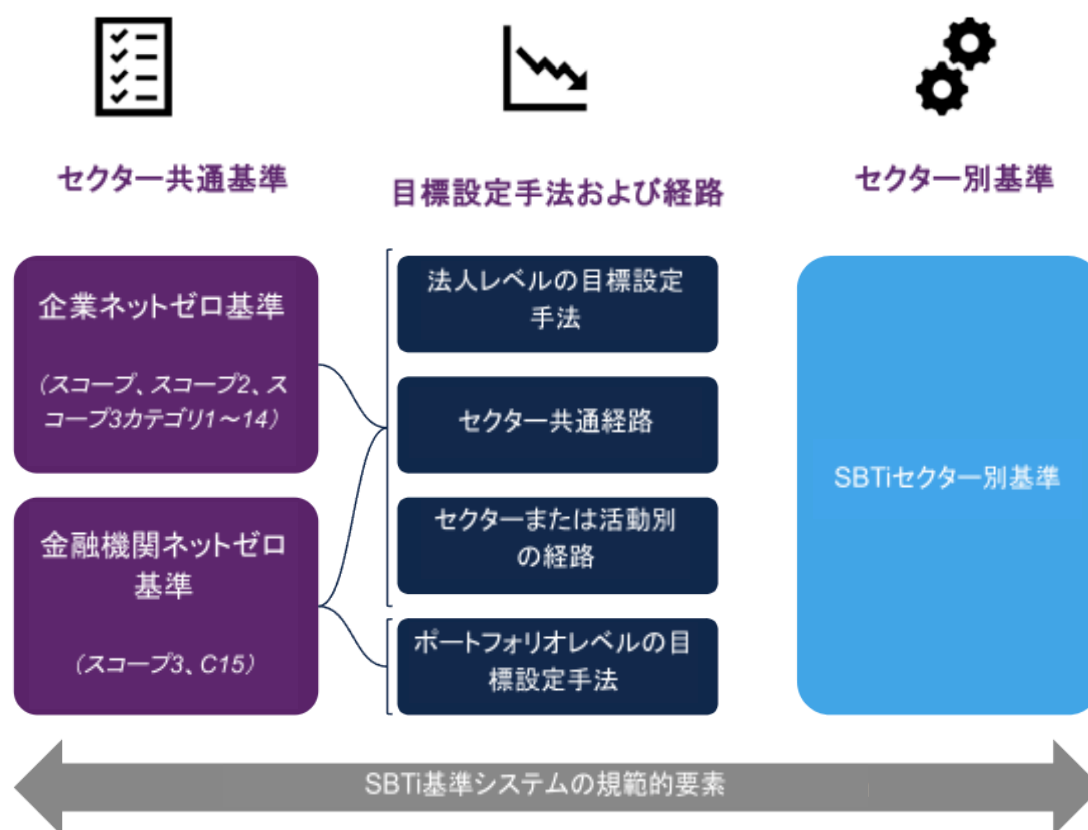 セクター共通基準
目標設定手法および経路
セクター別基準
企業ネットゼロ基準
（スコープ、スコープ2、ス
コープ3カテゴリ1～14）
金融機関ネットゼロ
基準
（スコープ3、C15）
法人レベルの目標設定
手法
セクター共通経路
セクターまたは活動別
の経路
ポートフォリオレベルの目
標設定手法
SBTiセクター別基準
SBTi基準システムの規範的要素